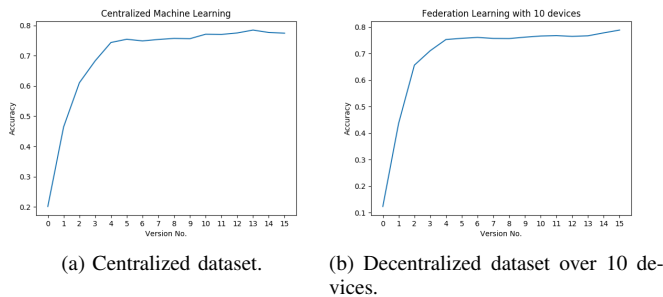 Centralized Machine Learning
0.8
0.7
0.6
0.5
0.4
0.3
0.2
Accuracy
0 1 2 3 4 5 6 7 8 9 10 11 12 13 14 15
Version No.
(a) Centralized dataset.
Federation Learning with 10 devices
0.8
0.7
0.6
0.5
0.4
0.3
0.2
0.1
Accuracy
0 1 2 3 4 5 6 7 8 9 10 11 12 13 14 15
Version No.
(b) Decentralized dataset over 10 de-
vices.